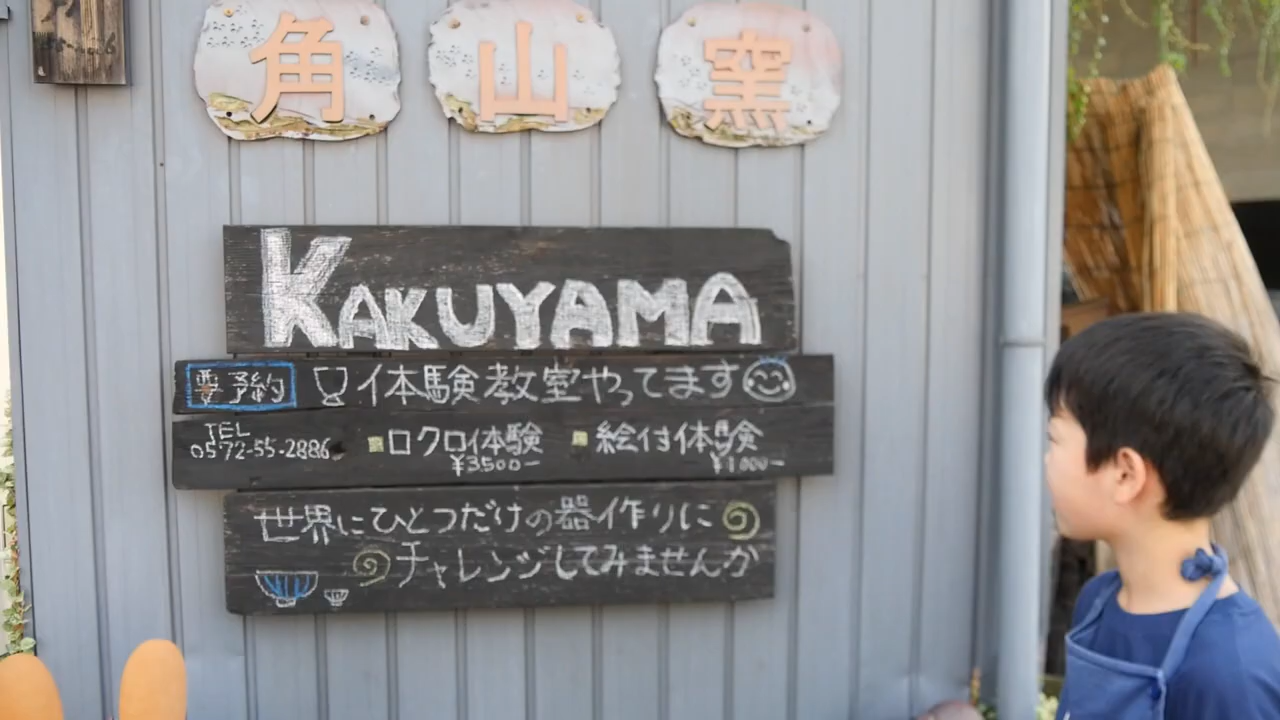 角山窯
KAKUYAMA
要予約 体験教室やってます
TEL
0572-55-2886 ロクロ体験 絵付体験
¥3500- ¥1000-
世界にひとつだけの器作りに
チャレンジしてみませんか